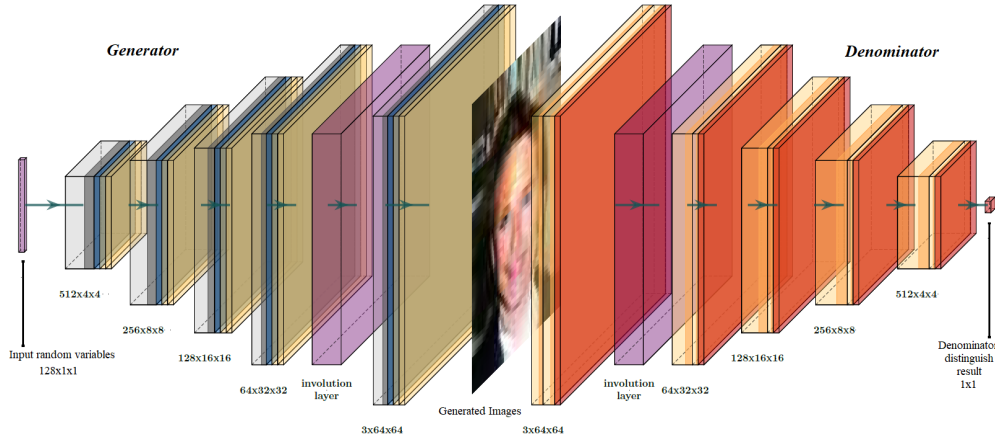 Generator
Denominator
512x4x4
256x8x8
128x16x16
64x32x32
involution
layer
3x64x64
Generated Images
3x64x64
involution
layer
64x32x32
128x16x16
256x8x8
512x4x4
Input random variables
128x1x1
Denominator
distinguish
result
1x1